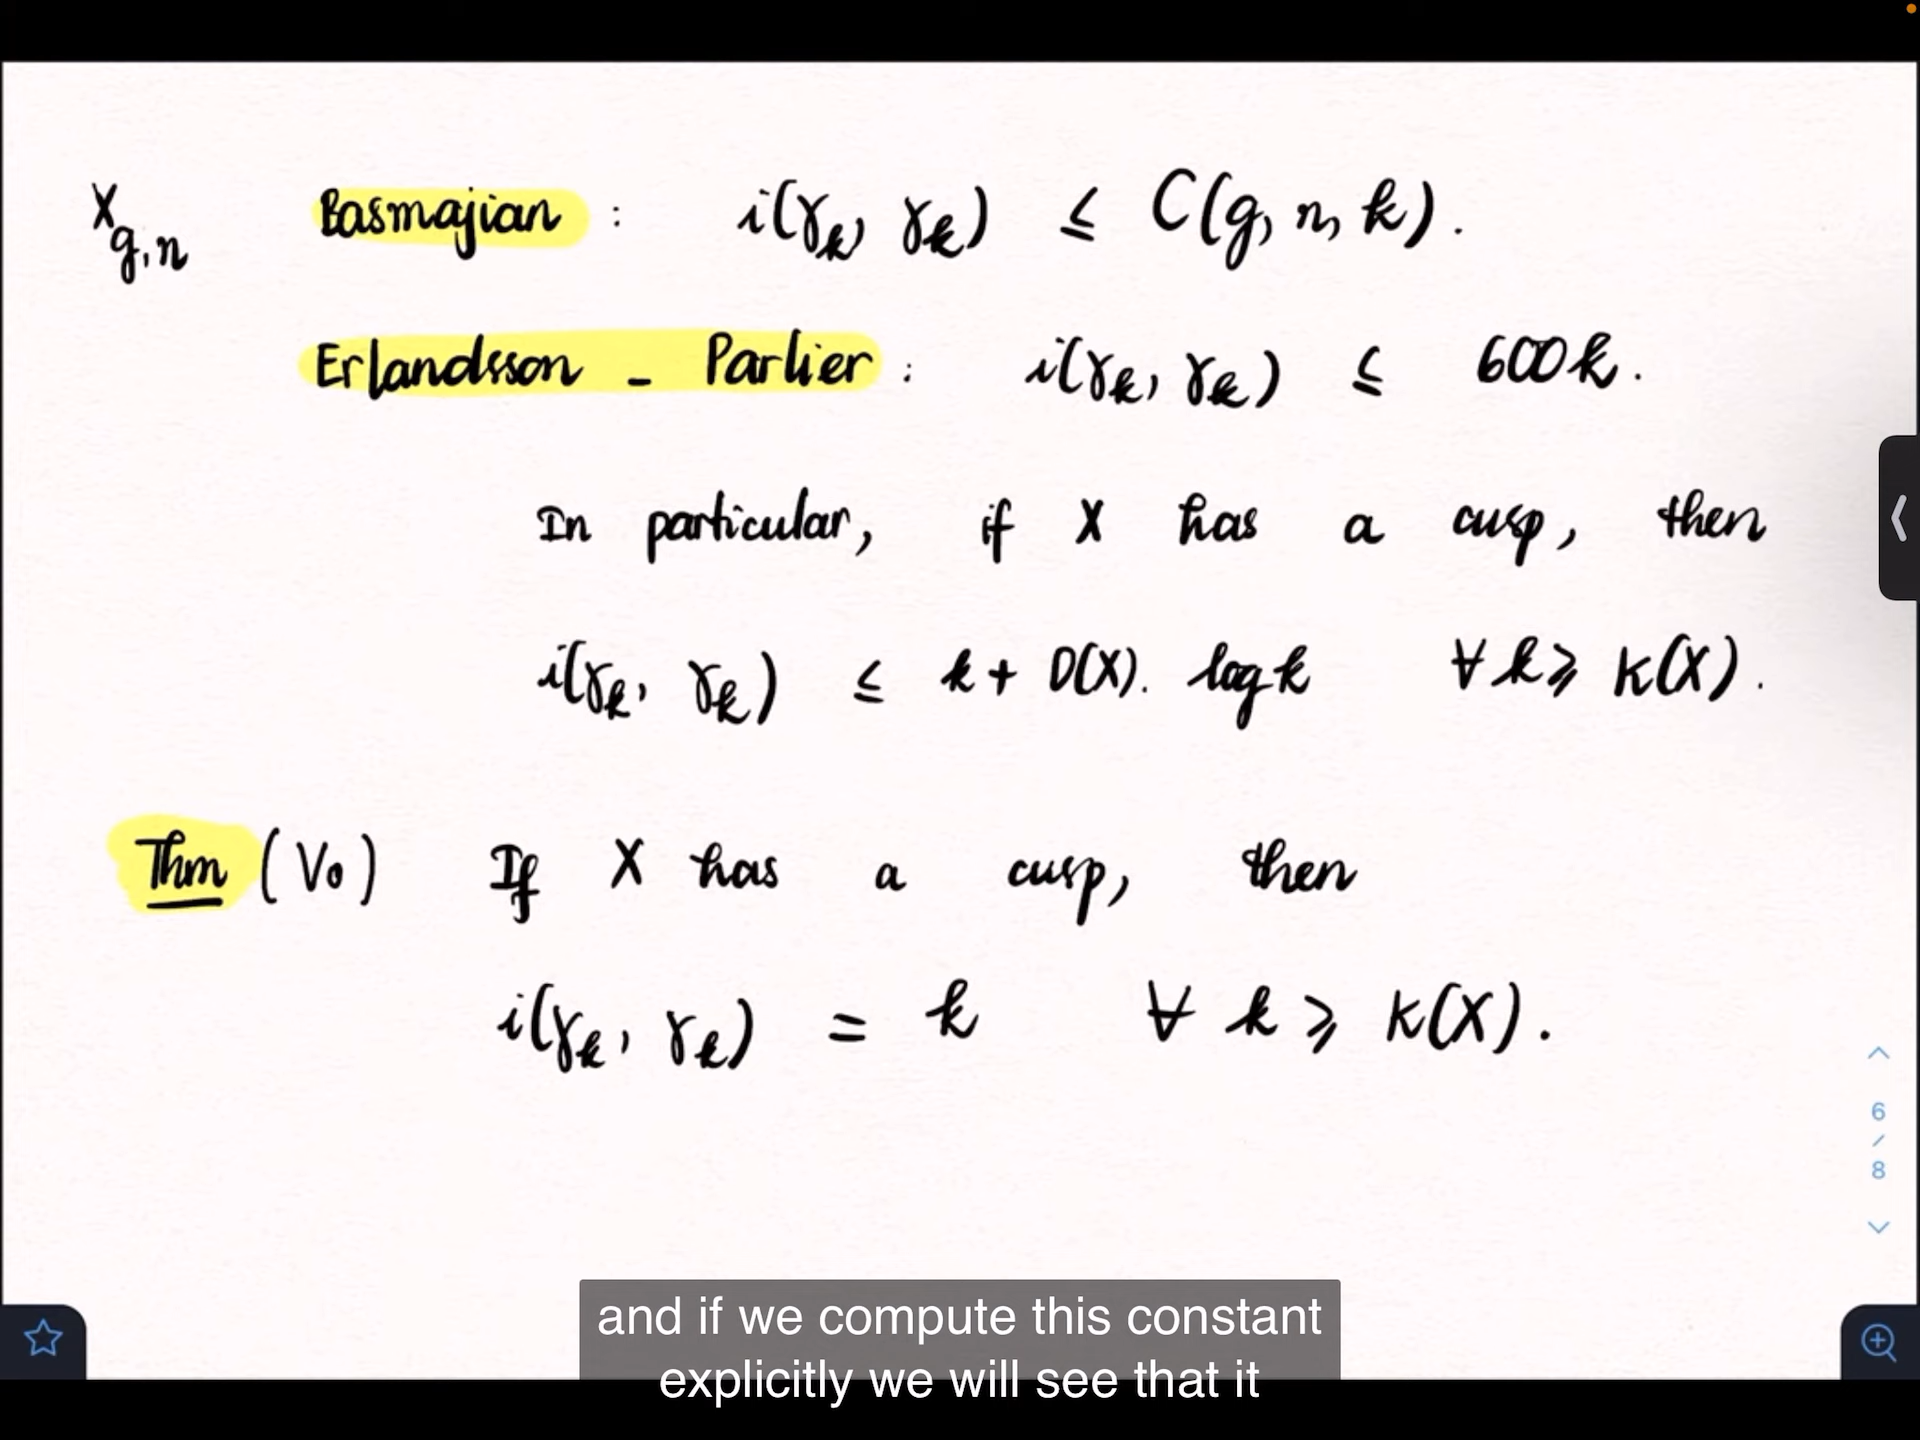 X_{g,n} Basmajian : i(γ_k, γ_k) ≤ C(g, n, k).
Erlandsson - Parlier : i(γ_k, γ_k) ≤ 600k.
In particular, if X has a cusp, then
i(γ_k, γ_k) ≤ k + D(X). log k ∀ k ⩾ K(X).
Thm (Vo) If X has a cusp, then
i(γ_k, γ_k) = k ∀ k ⩾ K(X).
6
/
8
and if we compute this constant
explicitly we will see that it